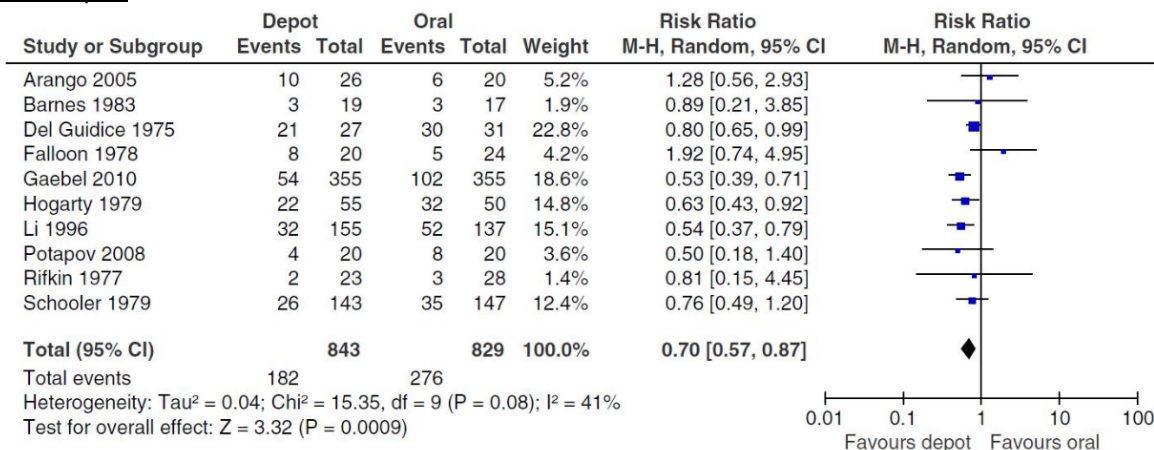 Depot Oral Risk Ratio Risk Ratio
Study or Subgroup Events Total Events Total Weight M-H, Random, 95% CI M-H, Random, 95% CI
Arango 2005 10 26 6 20 5.2% 1.28 [0.56, 2.93]
Barnes 1983 3 19 3 17 1.9% 0.89 [0.21, 3.85]
Del Guidice 1975 21 27 30 31 22.8% 0.80 [0.65, 0.99]
Falloon 1978 8 20 5 24 4.2% 1.92 [0.74, 4.95]
Gaebel 2010 54 355 102 355 18.6% 0.53 [0.39, 0.71]
Hogarty 1979 22 55 32 50 14.8% 0.63 [0.43, 0.92]
Li 1996 32 155 52 137 15.1% 0.54 [0.37, 0.79]
Potapov 2008 4 20 8 20 3.6% 0.50 [0.18, 1.40]
Rifkin 1977 2 23 3 28 1.4% 0.81 [0.15, 4.45]
Schooler 1979 26 143 35 147 12.4% 0.76 [0.49, 1.20]
Total (95% CI) 843 829 100.0% 0.70 [0.57, 0.87]
Total events 182 276
Heterogeneity: Tau² = 0.04; Chi² = 15.35, df = 9 (P = 0.08); I² = 41%
Test for overall effect: Z = 3.32 (P = 0.0009)
0.01 0.1 1 10 100
Favours depot Favours oral